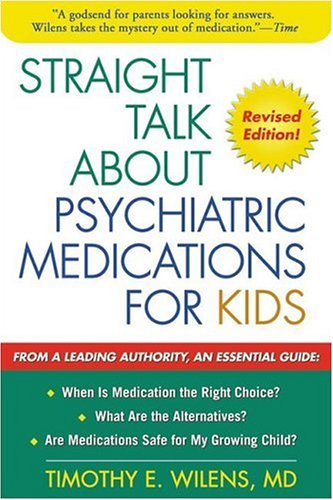 "A godsend for parents looking for answers.
Wilens takes the mystery out of medication."—Time
STRAIGHT
TALK
ABOUT
PSYCHIATRIC
MEDICATIONS
FOR KIDS
Revised
Edition!
FROM A LEADING AUTHORITY, AN ESSENTIAL GUIDE:
When Is Medication the Right Choice?
What Are the Alternatives?
Are Medications Safe for My Growing Child?
TIMOTHY E. WILENS, MD